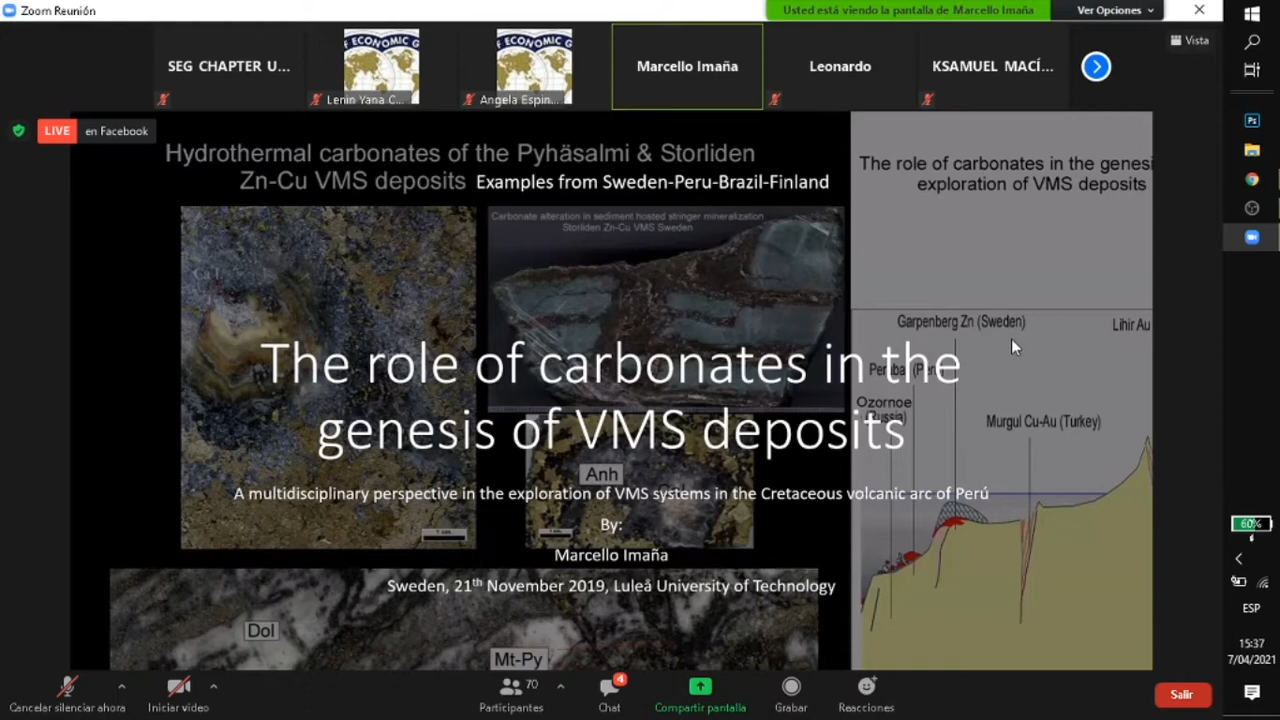 Zoom Reunión
Usted está viendo la pantalla de Marcello Imaña
Ver Opciones
SEG CHAPTER U...
Lenin Yana C...
Angela Espin...
Marcello Imaña
Leonardo
KSAMUEL MACÍ...
Vista
LIVE
en Facebook
Hydrothermal carbonates of the Pyhäsalmi & Storliden
Zn-Cu VMS deposits
Examples from Sweden-Peru-Brazil-Finland
The role of carbonates in the genesi
exploration of VMS deposits
Carbonate alteration in sediment hosted stringer mineralization
Storliden Zn-Cu VMS Sweden
Garpenberg Zn (Sweden)
Lihir Au
Ozornoe
(Russia)
Murgul Cu-Au (Turkey)
The role of carbonates in the
genesis of VMS deposits
Anh
A multidisciplinary perspective in the exploration of VMS systems in the Cretaceous volcanic arc of Perú
By:
Marcello Imaña
Sweden, 21th November 2019, Luleå University of Technology
Dol
Mt-Py
Cancelar silenciar ahora
Iniciar video
70
Participantes
4
Chat
Compartir pantalla
Grabar
Reacciones
Salir
Ps
60%
ESP
15:37
7/04/2021